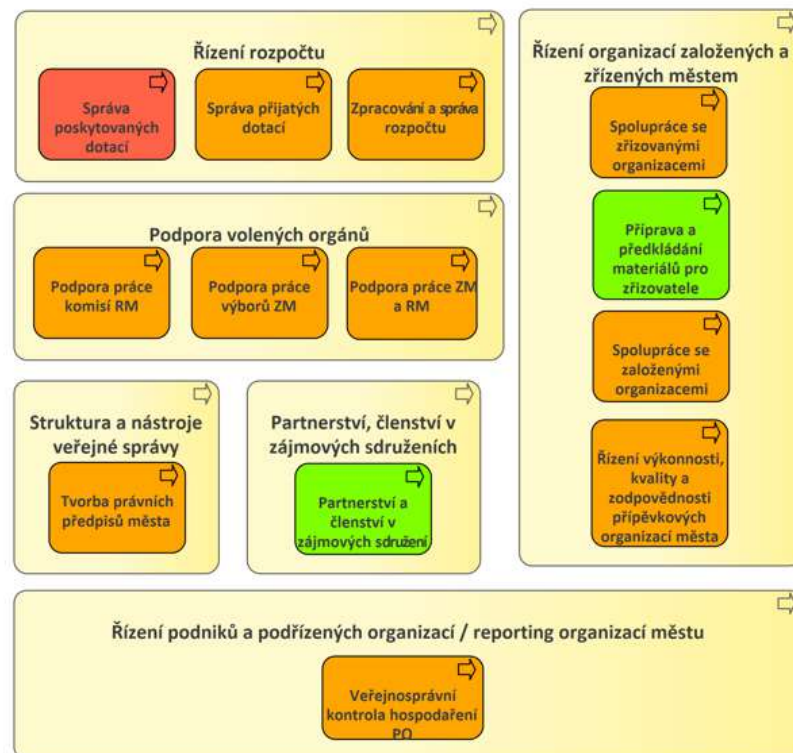 Řízení rozpočtu
Správa
poskytovaných
dotací
Správa přijatých
dotací
Zpracování a správa
rozpočtu
Podpora volených orgánů
Podpora práce
komisí RM
Podpora práce
výborů ZM
Podpora práce ZM
a RM
Struktura a nástroje
veřejné správy
Tvorba právních
předpisů města
Partnerství, členství v
zájmových sdruženích
Partnerství a
členství v
zájmových sdružení
Řízení organizací založených a
zřízených městem
Spolupráce se
zřizovanými
organizacemi
Příprava a
předkládání
materiálů pro
zřizovatele
Spolupráce se
založenými
organizacemi
Řízení výkonnosti,
kvality a
zodpovědnosti
přípěvkových
organizací města
Řízení podniků a podřízených organizací / reporting organizací městu
Veřejnosprávní
kontrola hospodaření
PO